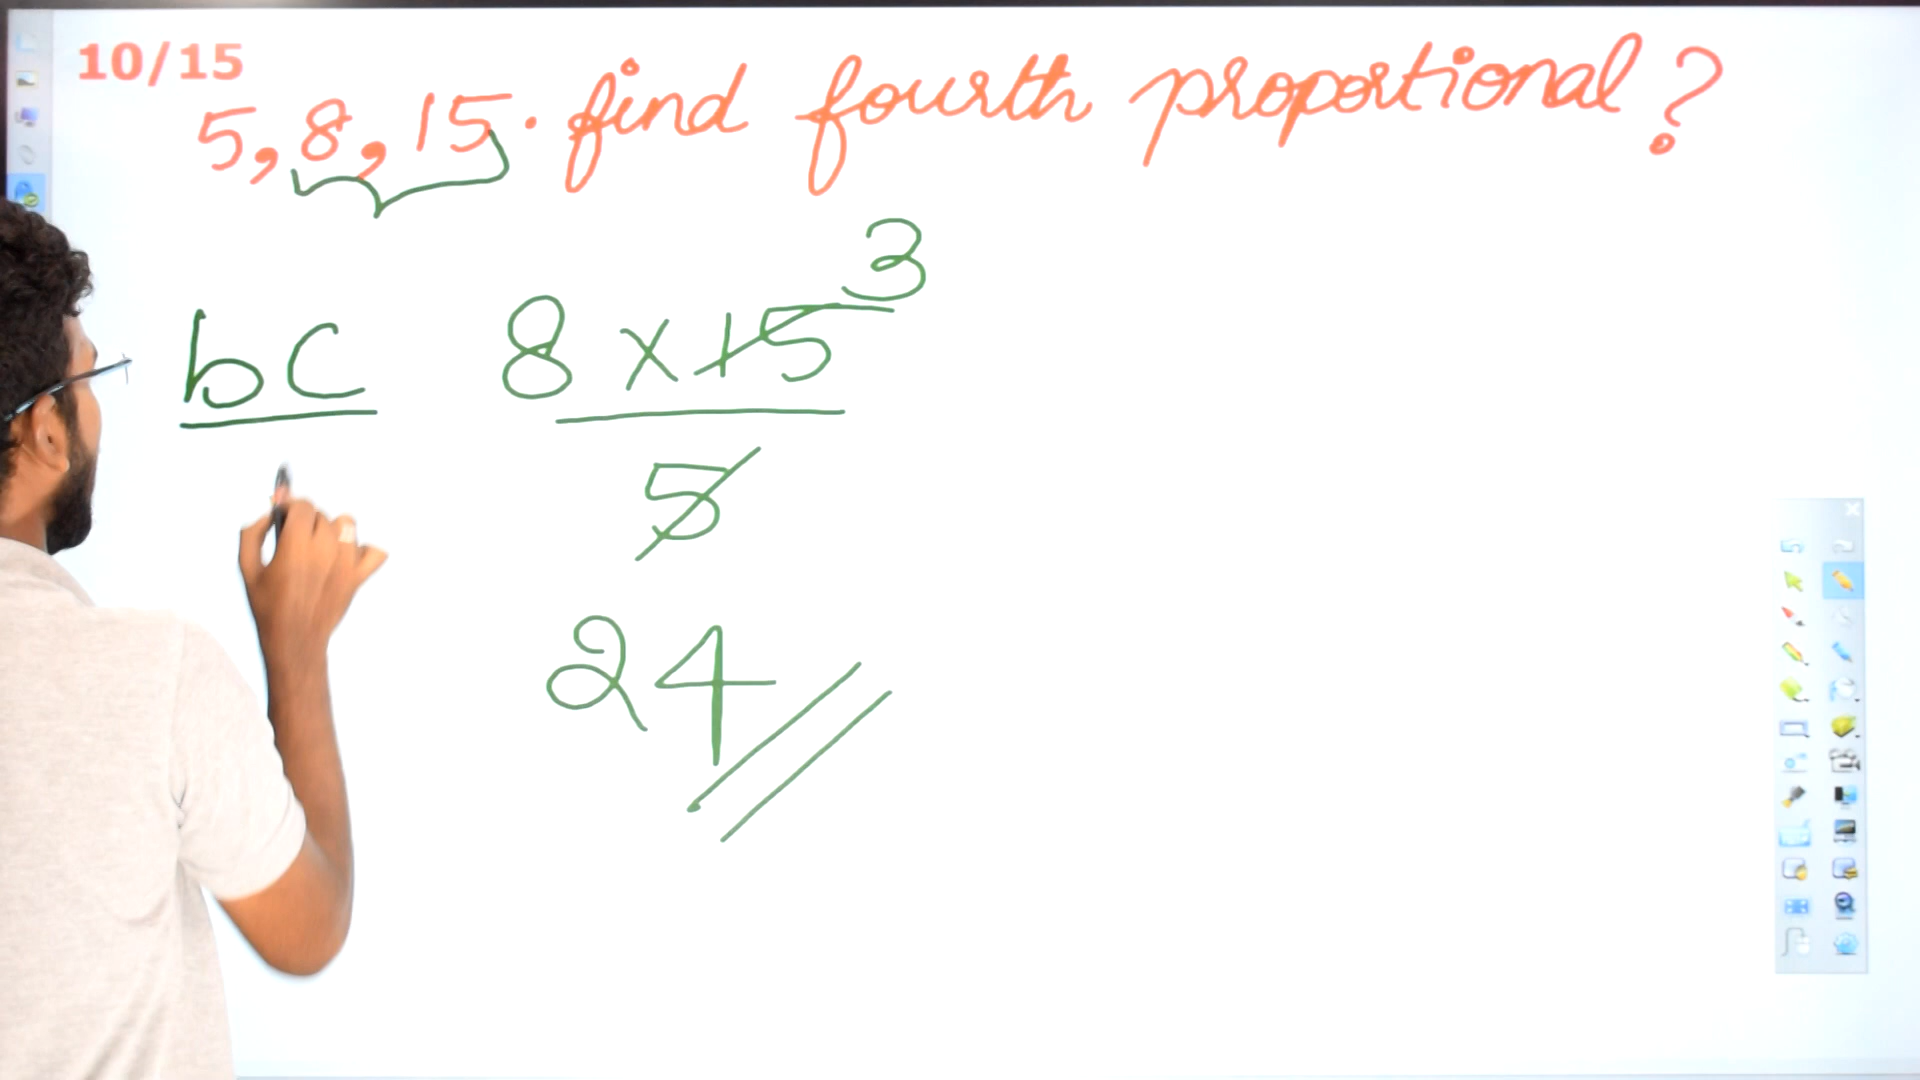 10/15
5, 8, 15. find fourth proportional?
3
bc 8 x 15
5
24